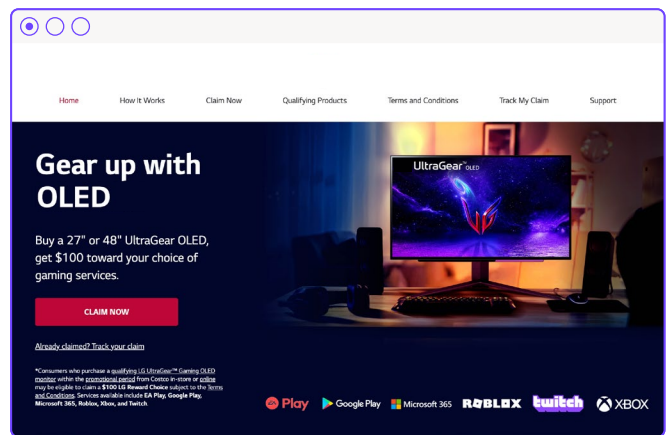 Home How It Works Claim Now Qualifying Products Terms and Conditions Track My Claim Support
Gear up with
OLED
Buy a 27" or 48" UltraGear OLED,
get $100 toward your choice of
gaming services.
CLAIM NOW
Already claimed? Track your claim
*Consumers who purchase a qualifying LG UltraGear™ Gaming OLED
monitor within the promotional period from Costco in-store or online
may be eligible to claim a $100 LG Reward Choice subject to the Terms
and Conditions. Services available include EA Play, Google Play,
Microsoft 365, Roblox, Xbox, and Twitch.
UltraGear™ OLED
EA Play Google Play Microsoft 365 ROBLOX twitch XBOX